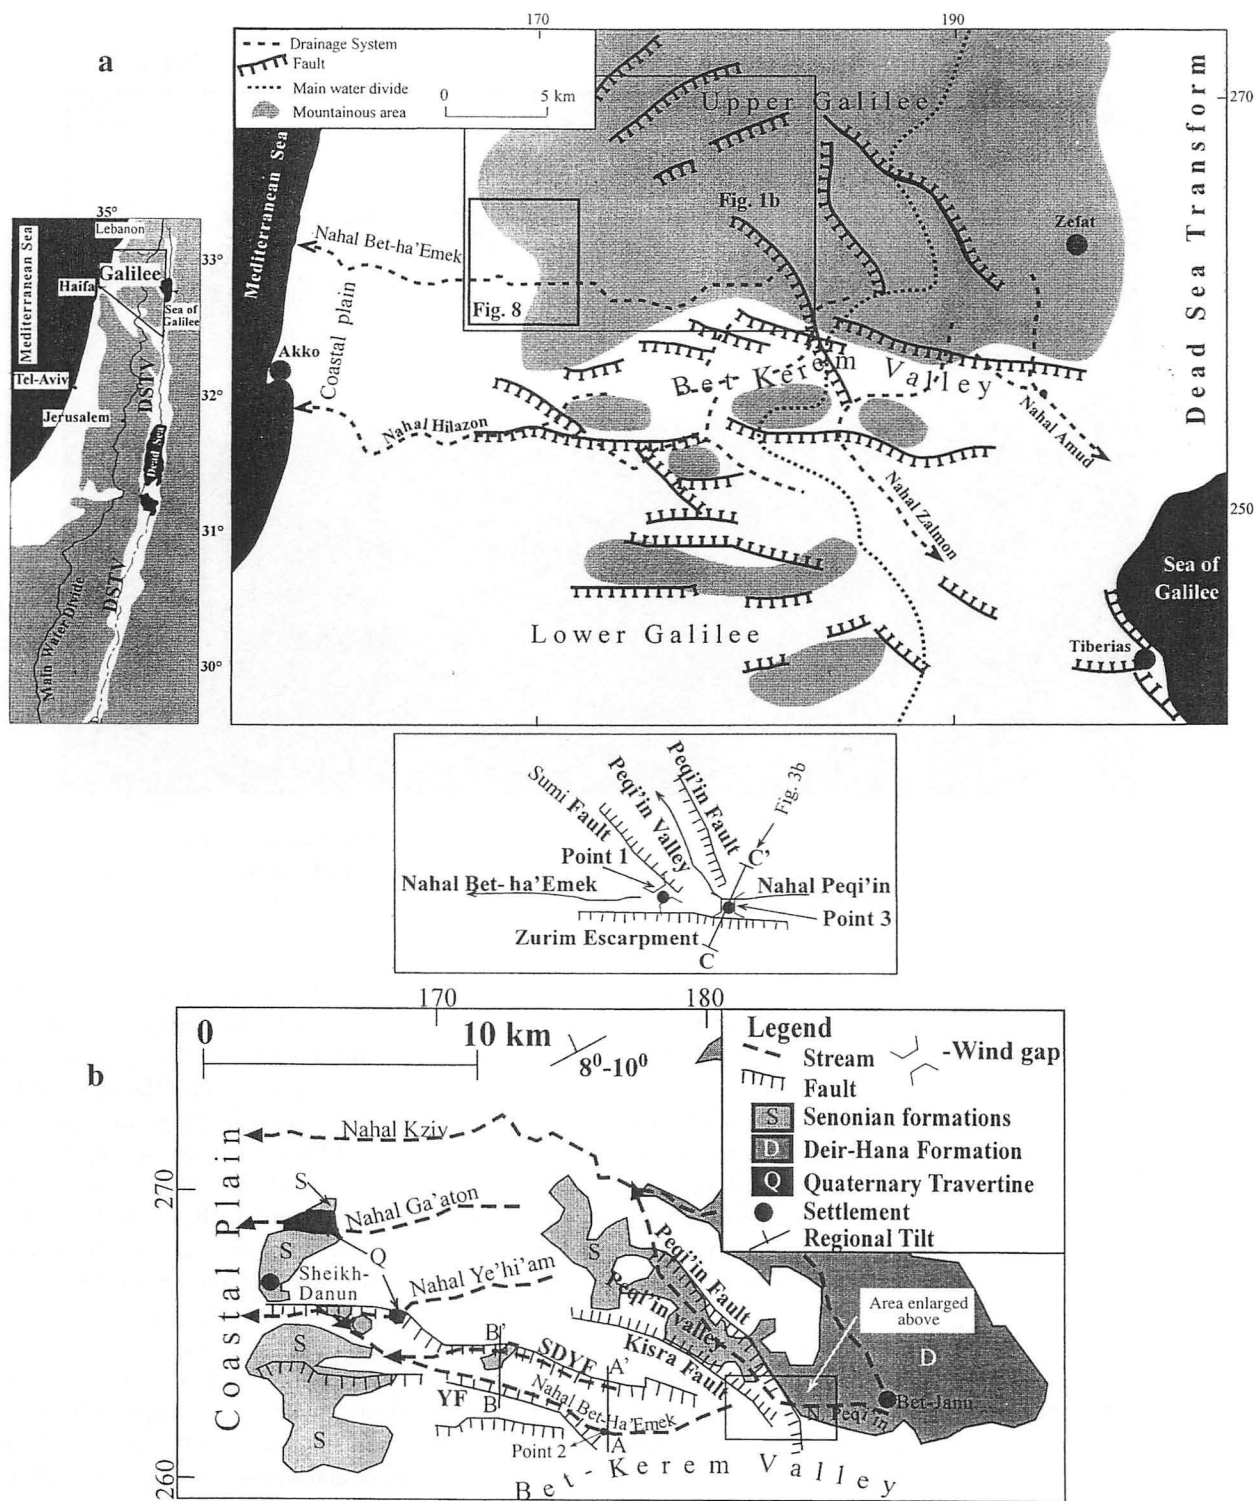 a
170
190
Drainage System
Fault
Main water divide
Mountainous area
0
5 km
Upper Galilee
270
Dead Sea Transform
Mediterranean Sea
Fig. 1b
Zefat
Nahal Bet-ha'Emek
Fig. 8
Coastal plain
Akko
Bet-Kerem Valley
Nahal Hilazon
Nahal Amud
Nahal Zalmon
250
Sea of
Galilee
Lower Galilee
Tiberias
35°
Lebanon
33°
Mediterranean Sea
Galilee
Haifa
Sea of
Galilee
Tel-Aviv
DSTV
32°
Jerusalem
Dead Sea
31°
DSTV
Main Water Divide
30°
Peqi'in Fault
Peqi'in Valley
Sumi Fault
Fig. 3b
Point 1
C'
Nahal Bet-ha'Emek
Nahal Peqi'in
Point 3
Zurim Escarpment
C
170
180
0
10 km
8⁰-10⁰
b
Legend
Stream
-Wind gap
Fault
S
Senonian formations
D
Deir-Hana Formation
Q
Quaternary Travertine
Settlement
Regional Tilt
Coastal Plain
Nahal Kziv
270
S
Nahal Ga'aton
S
Q
S
Sheikh-
Danun
Nahal Ye'hi'am
Peqi'in Fault
Peqi'in valley
Area enlarged
above
B'
SDYF
Kisra Fault
A'
D
S
YF
B
Nahal Bet-Ha'Emek
N. Peqi'in
Bet-Jann
S
Point 2
A
260
Bet-Kerem Valley